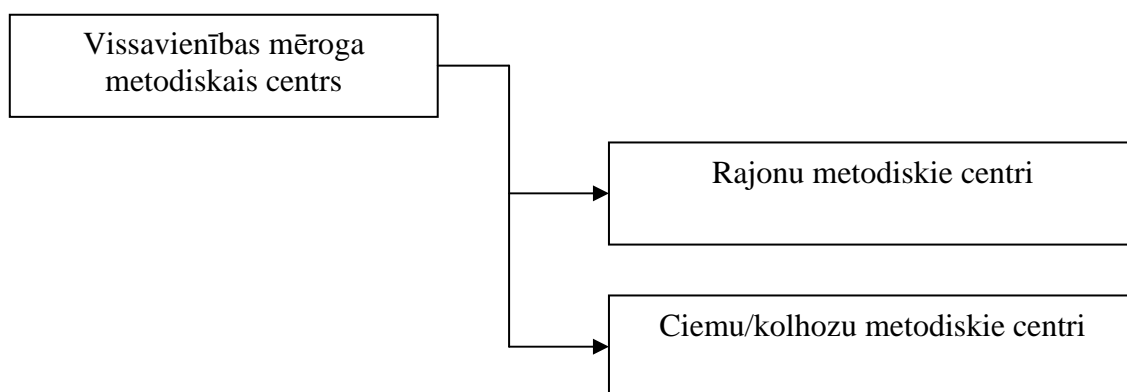 Vissavienības mēroga
metodiskais centrs
Rajonu metodiskie centri
Ciemu/kolhozu metodiskie centri